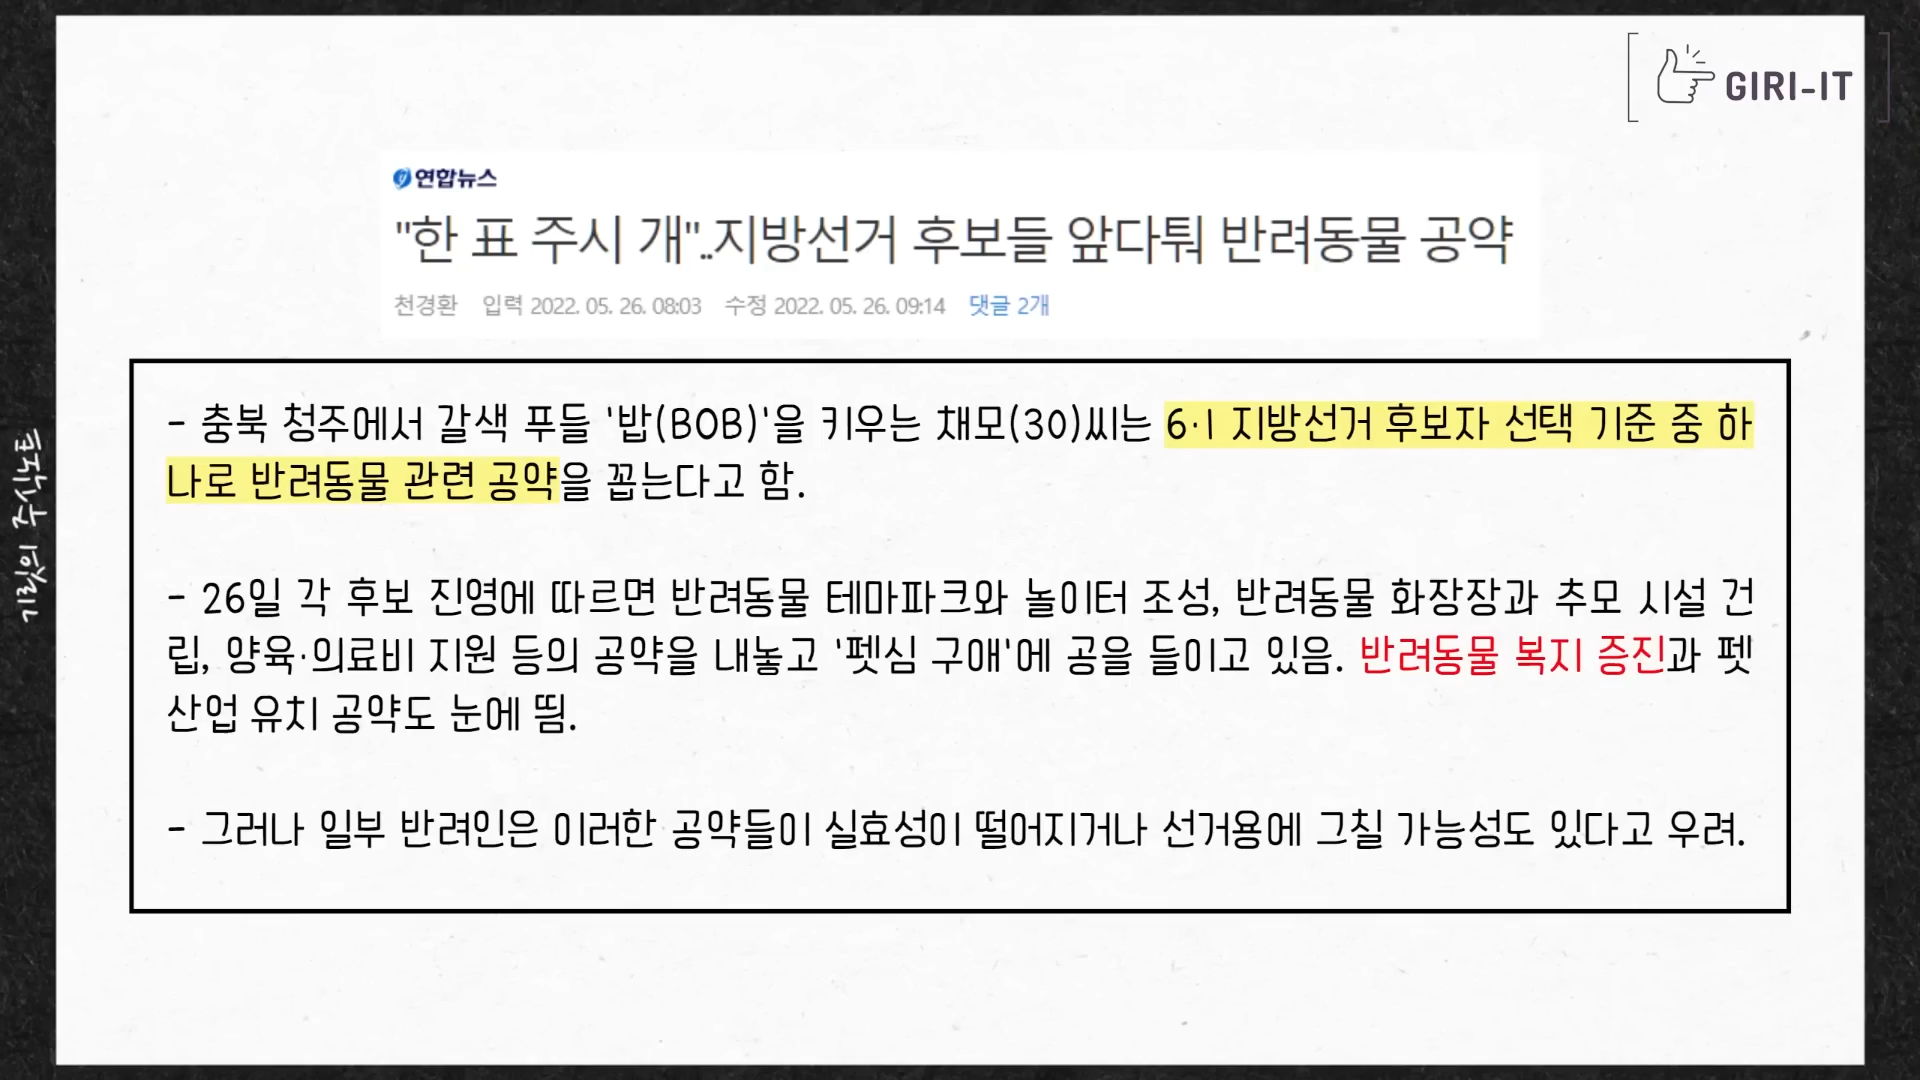 GIRI-IT
연합뉴스
"한 표 주시 개"..지방선거 후보들 앞다퉈 반려동물 공약
천경환 입력 2022. 05. 26. 08:03 수정 2022. 05. 26. 09:14 댓글 2개
- 충북 청주에서 갈색 푸들 '밥(BOB)'을 키우는 채모(30)씨는 6·1 지방선거 후보자 선택 기준 중 하
나로 반려동물 관련 공약을 꼽는다고 함.
- 26일 각 후보 진영에 따르면 반려동물 테마파크와 놀이터 조성, 반려동물 화장장과 추모 시설 건
립, 양육·의료비 지원 등의 공약을 내놓고 '펫심 구애'에 공을 들이고 있음. 반려동물 복지 증진과 펫
산업 유치 공약도 눈에 띔.
- 그러나 일부 반려인은 이러한 공약들이 실효성이 떨어지거나 선거용에 그칠 가능성도 있다고 우려.
기릿의 주식노트